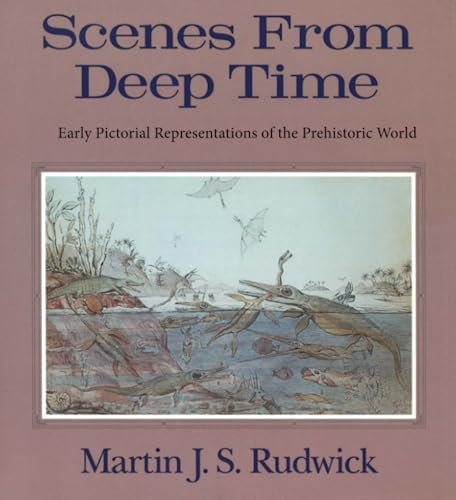 Scenes From
Deep Time
Early Pictorial Representations of the Prehistoric World
Martin J. S. Rudwick